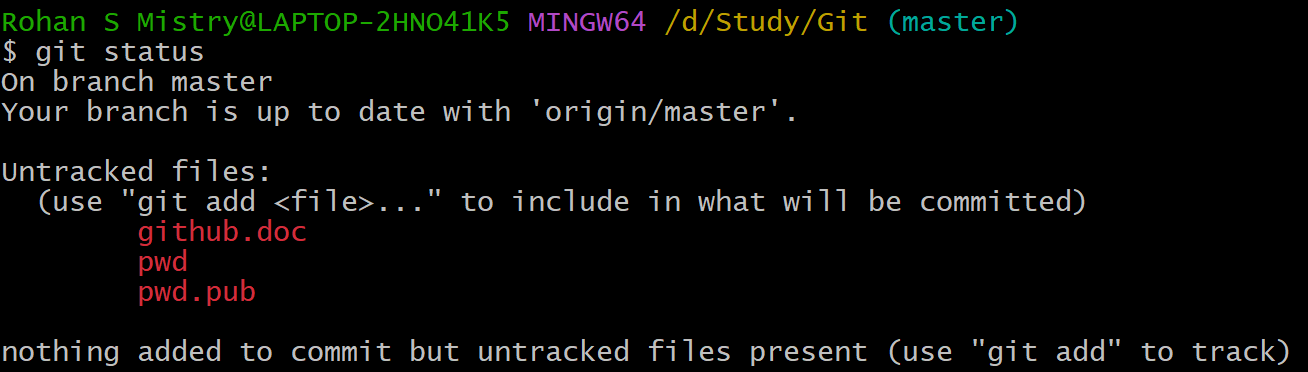 Rohan S Mistry@LAPTOP-2HNO41K5 MINGW64 /d/Study/Git (master)
$ git status
On branch master
Your branch is up to date with 'origin/master'.

Untracked files:
  (use "git add <file>..." to include in what will be committed)
        github.doc
        pwd
        pwd.pub

nothing added to commit but untracked files present (use "git add" to track)